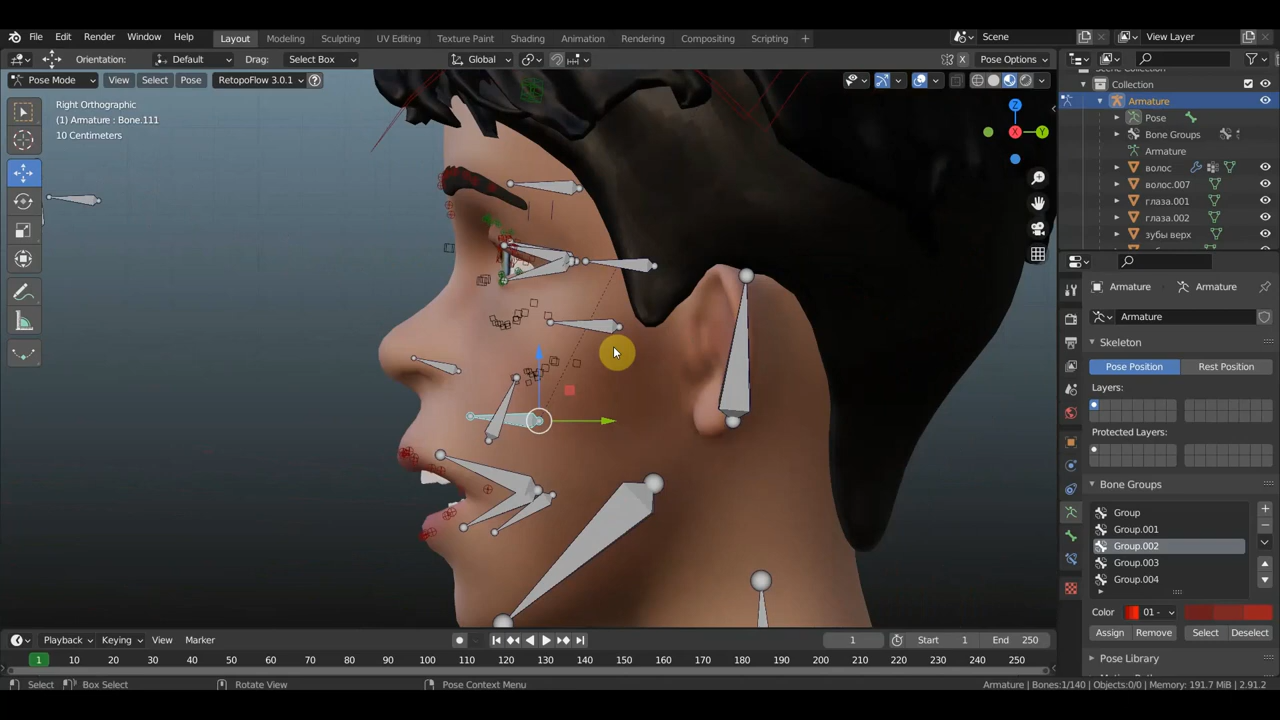 File Edit Render Window Help Layout Modeling Sculpting UV Editing Texture Paint Shading Animation Rendering Compositing Scripting + Scene View Layer
Orientation: Default Drag: Select Box Global Pose Options
Pose Mode View Select Pose RetopoFlow 3.0.1 ?
Right Orthographic
(1) Armature : Bone.111
10 Centimeters
Z
X
Y
Scene Collection
Collection
Armature
Pose
Bone Groups
Armature
волос
волос.007
глаза.001
глаза.002
зубы верх
Armature Armature
Armature
Skeleton
Pose Position Rest Position
Layers:
Protected Layers:
Bone Groups
Group
Group.001
Group.002
Group.003
Group.004
Color 01 -
Assign Remove Select Deselect
Pose Library
Playback Keying View Marker 1 Start 1 End 250
1 10 20 30 40 50 60 70 80 90 100 110 120 130 140 150 160 170 180 190 200 210 220 230 240 250
Select Box Select Rotate View Pose Context Menu Armature | Bones:1/140 | Objects:0/0 | Memory: 191.7 MiB | 2.91.2